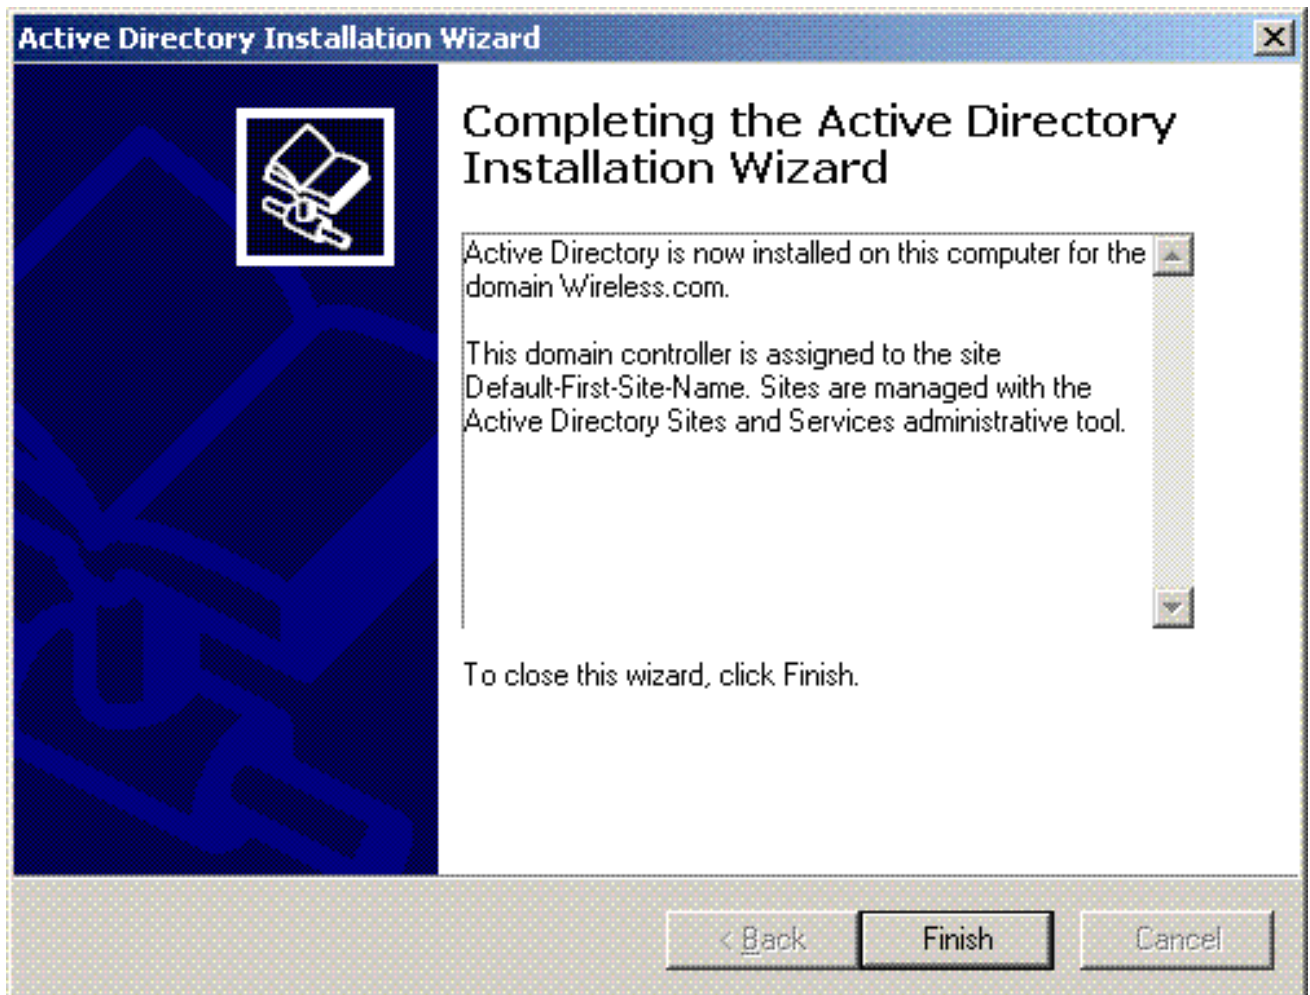 Active Directory Installation Wizard
Completing the Active Directory
Installation Wizard
Active Directory is now installed on this computer for the
domain Wireless.com.
This domain controller is assigned to the site
Default-First-Site-Name. Sites are managed with the
Active Directory Sites and Services administrative tool.
To close this wizard, click Finish.
< Back
Finish
Cancel